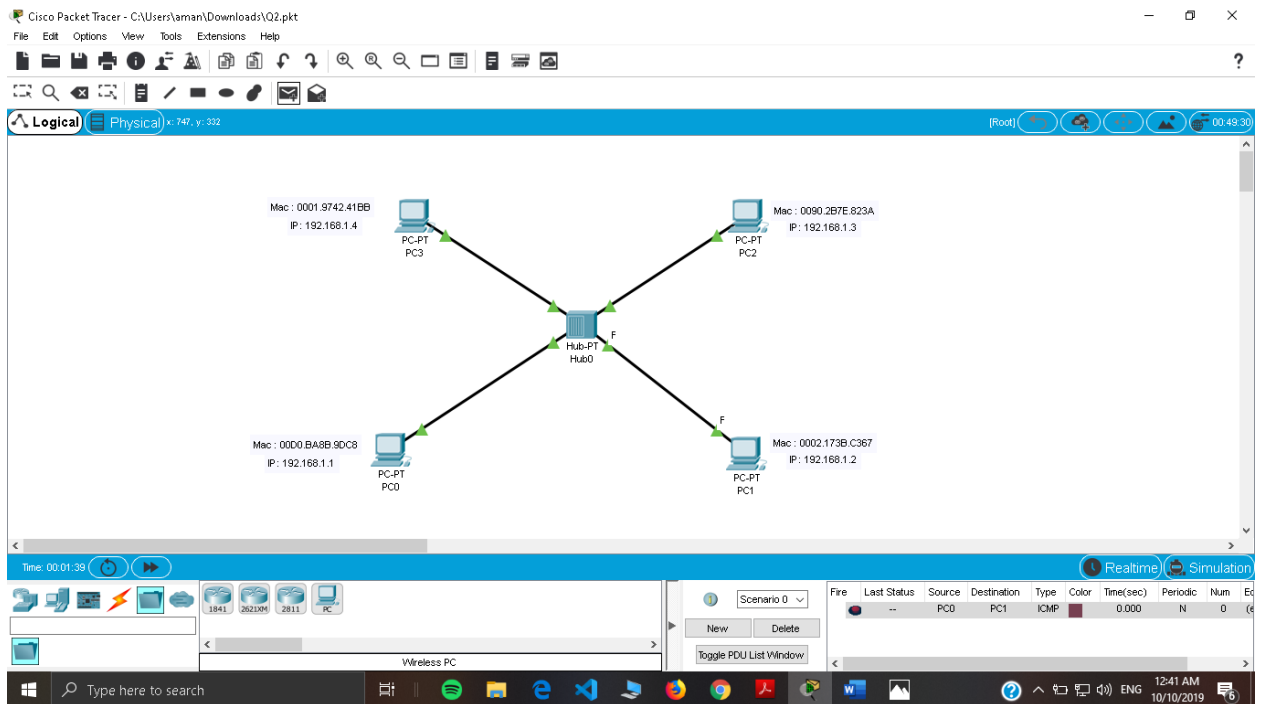 Cisco Packet Tracer - C:\Users\aman\Downloads\Q2.pkt
File Edit Options View Tools Extensions Help
?
Logical Physical x: 747, y: 332 [Root] 00:49:30
Mac : 0001.9742.41BB
IP : 192.168.1.4
PC-PT
PC3
Mac : 0090.2B7E.823A
IP : 192.168.1.3
PC-PT
PC2
F
Hub-PT
Hub0
Mac : 00D0.BA8B.9DC8
IP : 192.168.1.1
PC-PT
PC0
F
Mac : 0002.173B.C367
IP : 192.168.1.2
PC-PT
PC1
Time: 00:01:39 Realtime Simulation
1841 2621XM 2811 PC
Wireless PC
Scenario 0
New Delete
Toggle PDU List Window
Fire Last Status Source Destination Type Color Time(sec) Periodic Num Ed
-- PC0 PC1 ICMP 0.000 N 0 (e
Type here to search
ENG 12:41 AM
10/10/2019
6